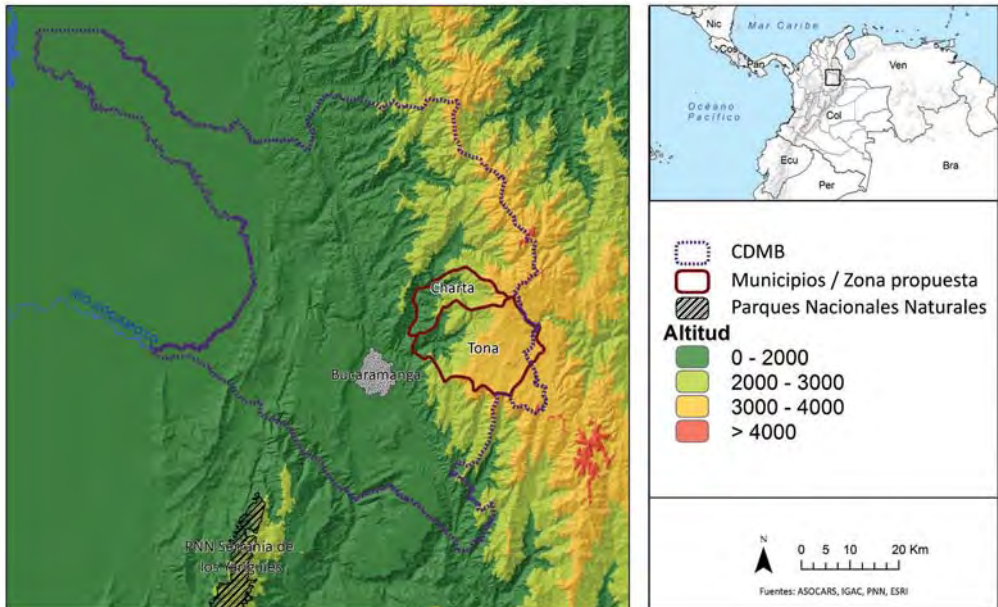 Charta
Tona
Bucaramanga
PNN Serranía de
los Yariguíes
Nic
Mar Caribe
Cos
Pan
Ven
Océano
Pacífico
Col
Ecu
Per
Bra
CDMB
Municipios / Zona propuesta
Parques Nacionales Naturales
Altitud
0 - 2000
2000 - 3000
3000 - 4000
> 4000
N
0 5 10 20 Km
Fuentes: ASOCARS, IGAC, PNN, ESRI